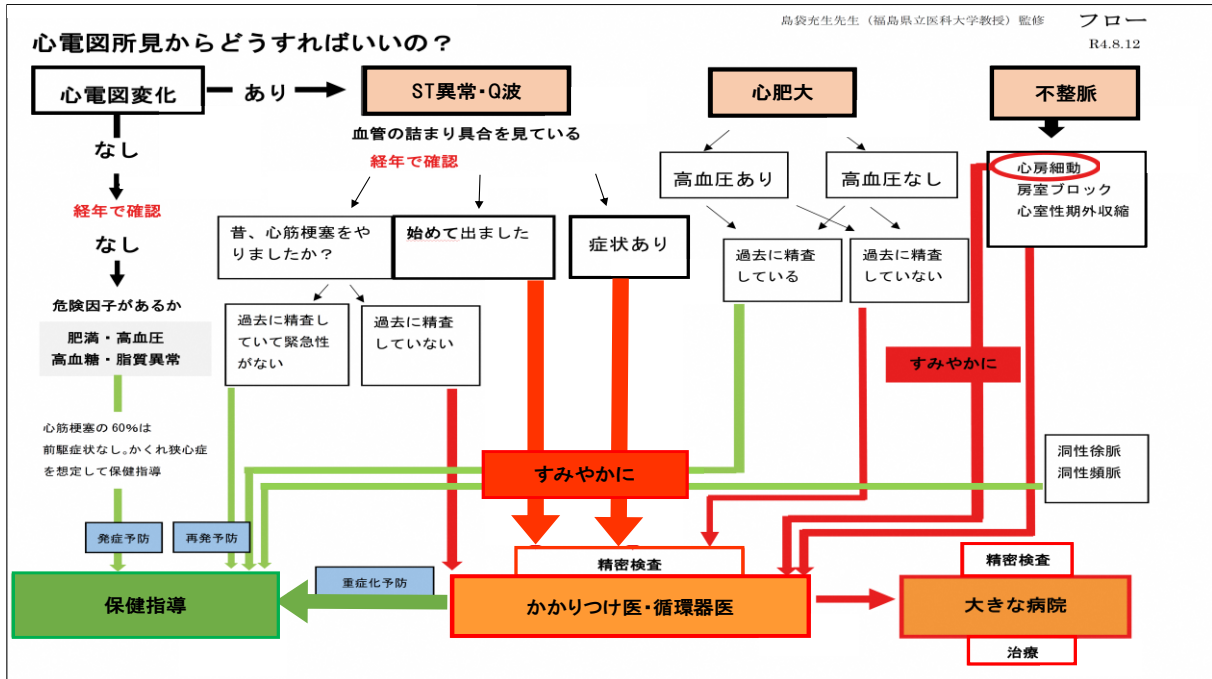 島袋充生先生（福島県立医科大学教授）監修
フロー
R4.8.12
心電図所見からどうすればいいの？
心電図変化
あり
ST異常・Q波
心肥大
不整脈
血管の詰まり具合を見ている
経年で確認
なし
経年で確認
なし
危険因子があるか
肥満・高血圧
高血糖・脂質異常
心筋梗塞の60%は
前駆症状なし。かくれ狭心症
を想定して保健指導
昔、心筋梗塞をや
りましたか？
始めて出ました
症状あり
過去に精査し
ていて緊急性
がない
過去に精査
していない
高血圧あり
高血圧なし
過去に精査
している
過去に精査
していない
心房細動
房室ブロック
心室性期外収縮
すみやかに
すみやかに
洞性徐脈
洞性頻脈
発症予防
再発予防
重症化予防
保健指導
精密検査
かかりつけ医・循環器医
精密検査
大きな病院
治療